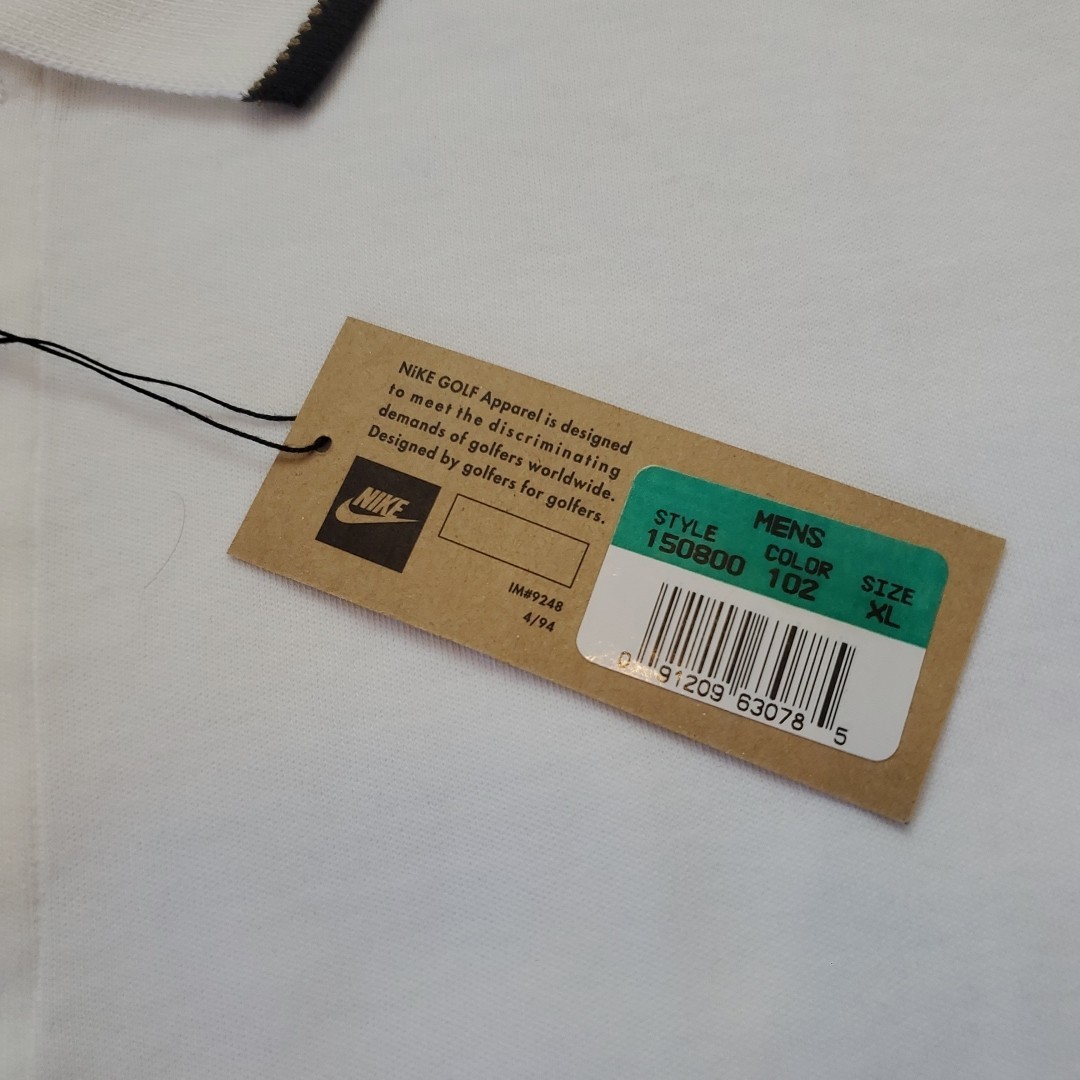 NiKE GOLF Apparel is designed
to meet the discriminating
demands of golfers worldwide.
Designed by golfers for golfers.
NIKE
IM#9248
4/94
MENS
STYLE COLOR SIZE
150800 102 XL
0 91209 63078 5